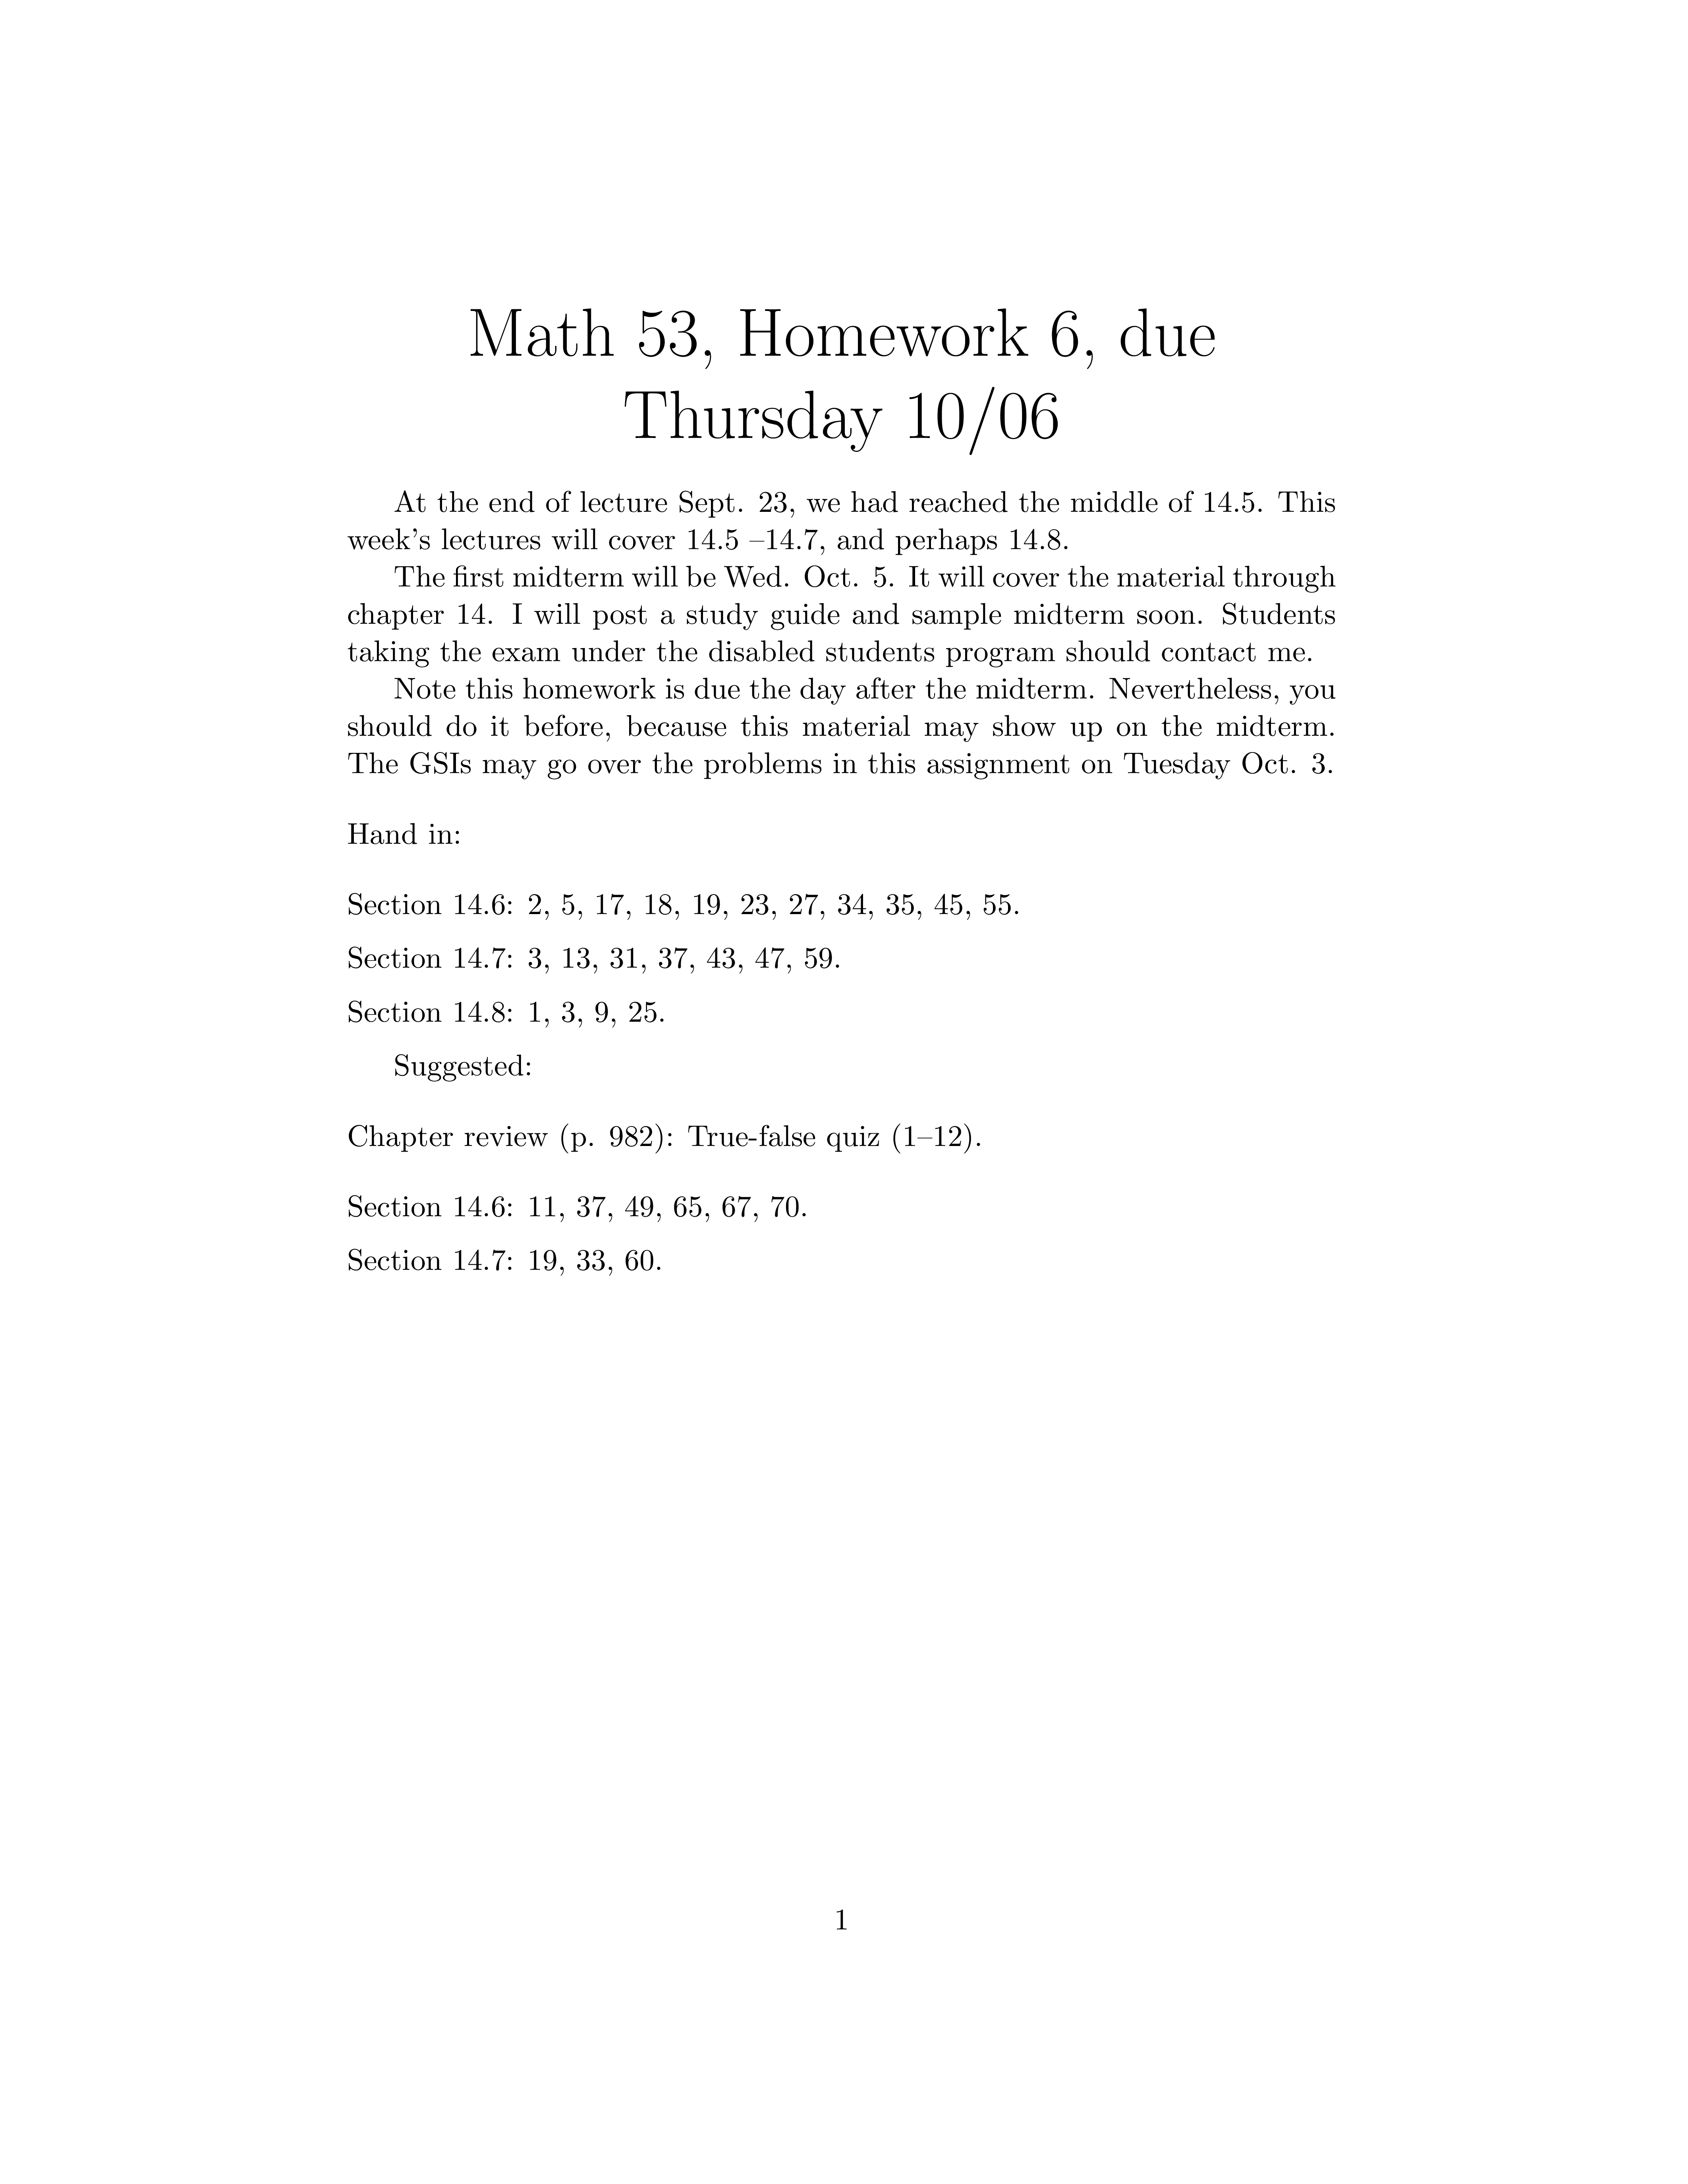 Math 53, Homework 6, due
Thursday 10/06
At the end of lecture Sept. 23, we had reached the middle of 14.5. This
week's lectures will cover 14.5 –14.7, and perhaps 14.8.
The first midterm will be Wed. Oct. 5. It will cover the material through
chapter 14. I will post a study guide and sample midterm soon. Students
taking the exam under the disabled students program should contact me.
Note this homework is due the day after the midterm. Nevertheless, you
should do it before, because this material may show up on the midterm.
The GSIs may go over the problems in this assignment on Tuesday Oct. 3.
Hand in:
Section 14.6: 2, 5, 17, 18, 19, 23, 27, 34, 35, 45, 55.
Section 14.7: 3, 13, 31, 37, 43, 47, 59.
Section 14.8: 1, 3, 9, 25.
Suggested:
Chapter review (p. 982): True-false quiz (1–12).
Section 14.6: 11, 37, 49, 65, 67, 70.
Section 14.7: 19, 33, 60.
1